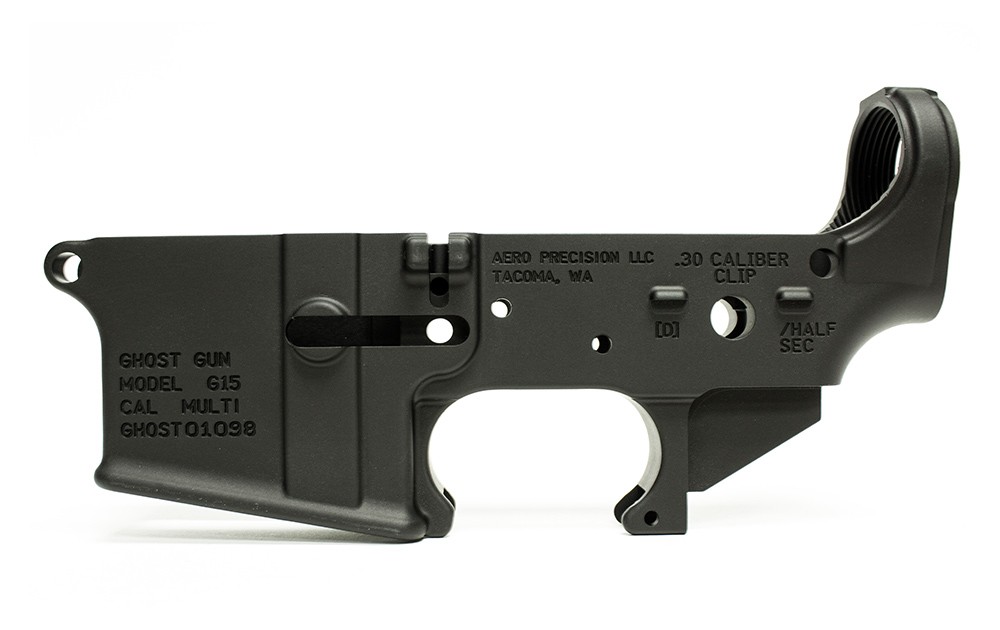 AERO PRECISION LLC
TACOMA, WA
.30 CALIBER
CLIP
[D]
/HALF
SEC
GHOST GUN
MODEL G15
CAL MULTI
GHOST01098